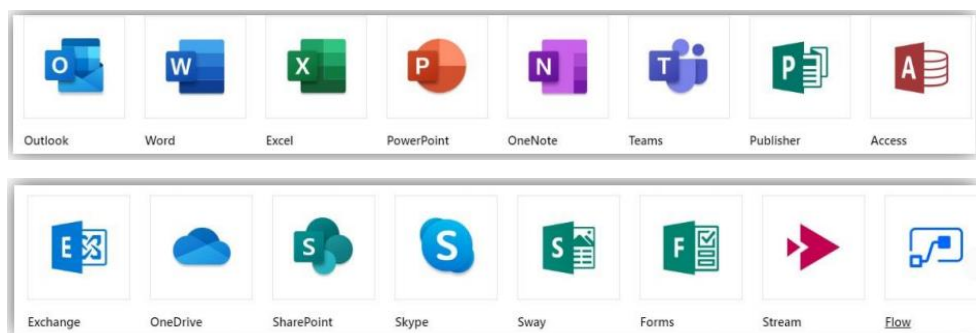 O W X P N T P A
Outlook Word Excel PowerPoint OneNote Teams Publisher Access
E S S S F
Exchange OneDrive SharePoint Skype Sway Forms Stream Flow